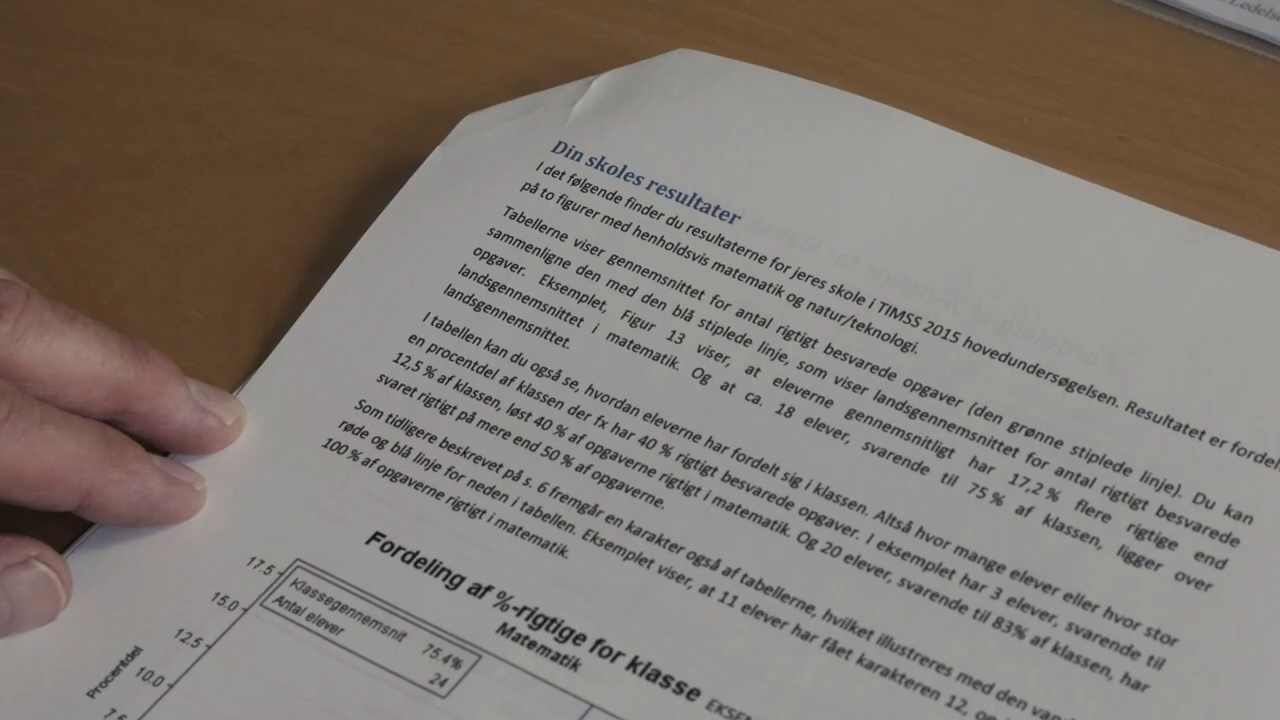 Ledelse
Din skoles resultater
I det følgende finder du resultaterne for jeres skole i TIMSS 2015 hovedundersøgelsen. Resultatet er fordel
på to figurer med henholdsvis matematik og natur/teknologi.
Tabellerne viser gennemsnittet for antal rigtigt besvarede opgaver (den grønne stiplede linje). Du kan
sammenligne den med den blå stiplede linje, som viser landsgennemsnittet for antal rigtigt besvarede
opgaver. Eksemplet, Figur 13 viser, at eleverne gennemsnitligt har 17,2 % flere rigtige end
landsgennemsnittet i matematik. Og at ca. 18 elever, svarende til 75 % af klassen, ligger over
landsgennemsnittet.
I tabellen kan du også se, hvordan eleverne har fordelt sig i klassen. Altså hvor mange elever eller hvor stor
en procentdel af klassen der fx har 40 % rigtigt besvarede opgaver. I eksemplet har 3 elever, svarende til
12,5 % af klassen, løst 40 % af opgaverne rigtigt i matematik. Og 20 elever, svarende til 83% af klassen, har
svaret rigtigt på mere end 50 % af opgaverne.
Som tidligere beskrevet på s. 6 fremgår en karakter også af tabellerne, hvilket illustreres med den
røde og blå linje for neden i tabellen. Eksemplet viser, at 11 elever har fået karakteren 12, og
100 % af opgaverne rigtigt i matematik.
Fordeling af %-rigtige for klasse EKSEM
Matematik
Klassegennemsnit 75.4%
Antal elever 24
17.5
15.0
12.5
10.0
7.5
Procentdel